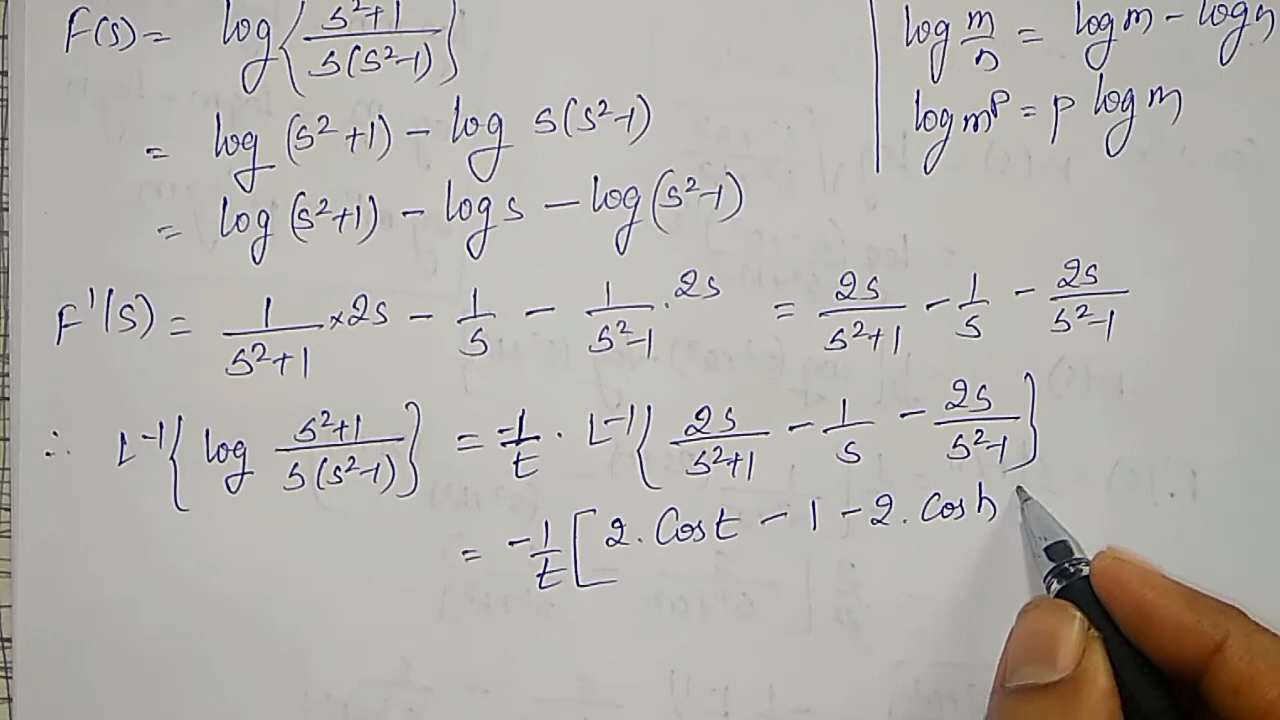 F(s) = log{s²+1 / s(s²-1)}
= log (s²+1) - log s(s²-1)
= log (s²+1) - log s - log (s²-1)
F'(s) = 1/(s²+1) × 2s - 1/s - 1/(s²-1) . 2s = 2s/(s²+1) - 1/s - 2s/(s²-1)
∴ L⁻¹{log s²+1 / s(s²-1)} = -1/t . L⁻¹{2s/(s²+1) - 1/s - 2s/(s²-1)}
= -1/t [2. Cos t - 1 - 2. Cosh
log m/n = log m - log n
log mᵖ = p log m